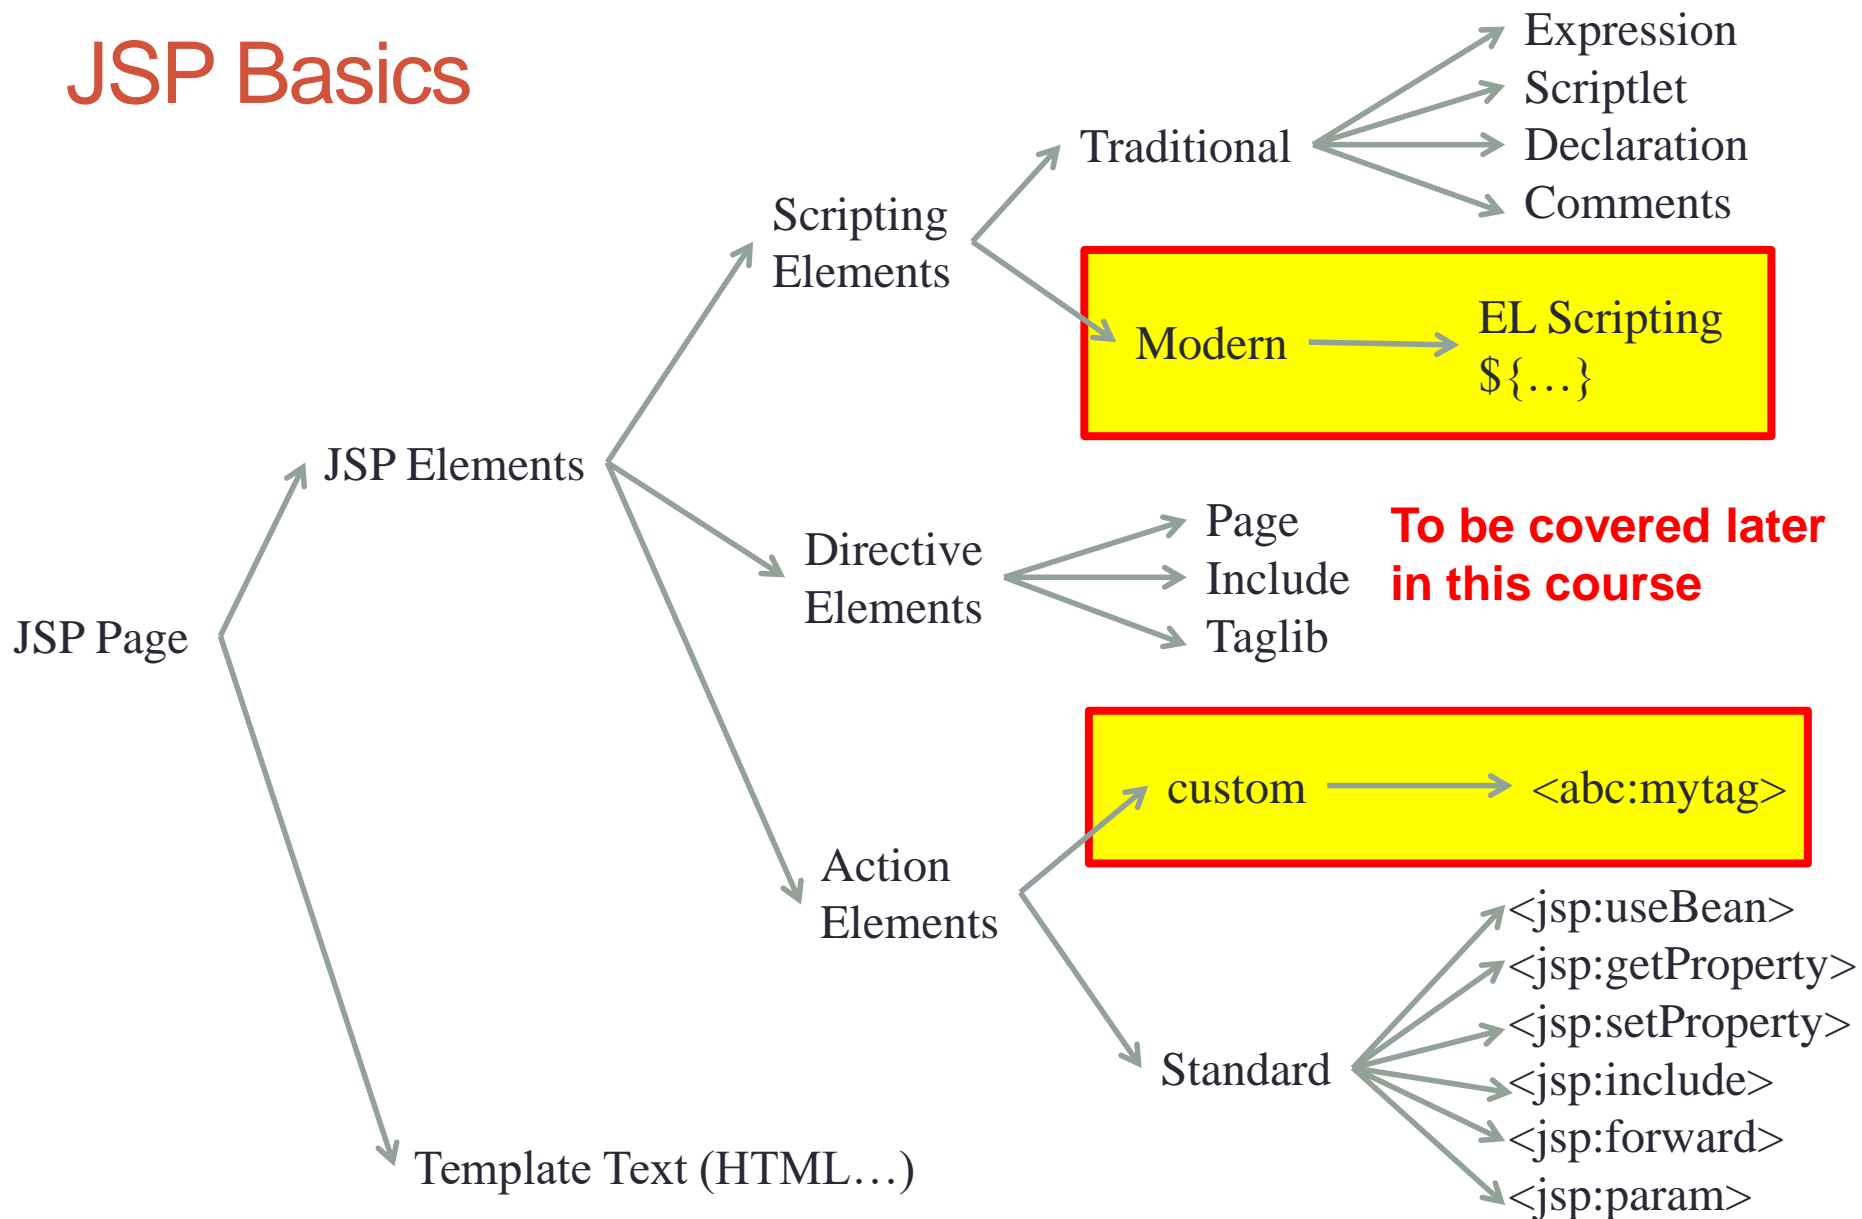 JSP Basics
Expression
Scriptlet
Traditional
Declaration
Comments
Scripting
Elements
Modern
EL Scripting
${…}
JSP Elements
Directive
Elements
Page
Include
Taglib
To be covered later
in this course
JSP Page
custom
<abc:mytag>
Action
Elements
Standard
<jsp:useBean>
<jsp:getProperty>
<jsp:setProperty>
<jsp:include>
<jsp:forward>
<jsp:param>
Template Text (HTML…)